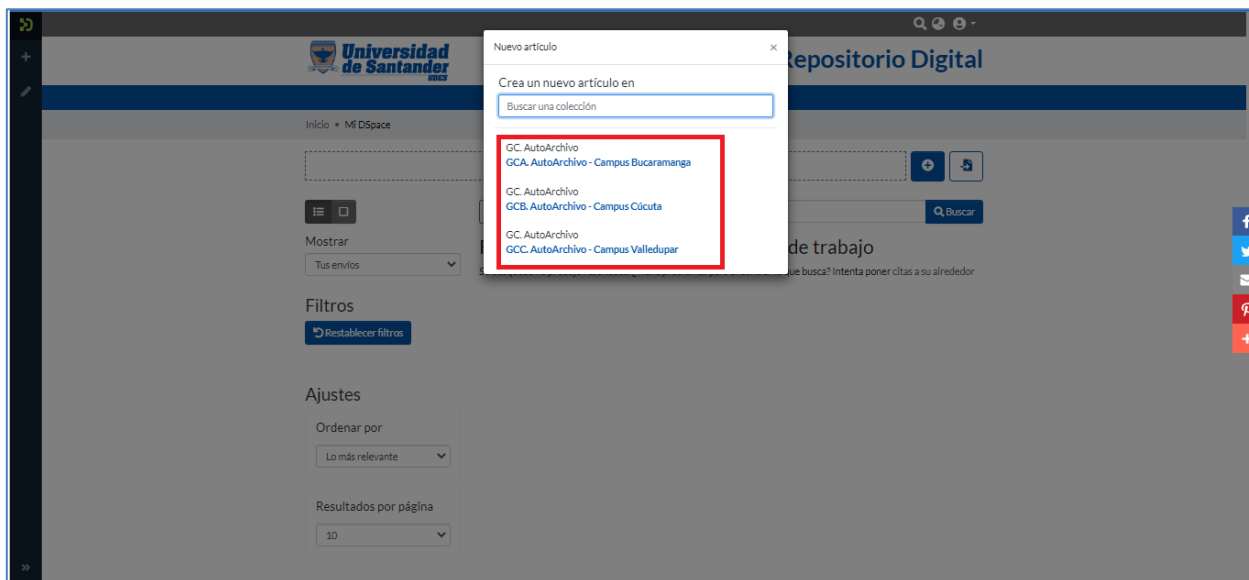 Universidad
de Santander
UDES
Repositorio Digital
Inicio • Mi DSpace
Nuevo artículo ×
Crea un nuevo artículo en
Buscar una colección
GC. AutoArchivo
GCA. AutoArchivo - Campus Bucaramanga
GC. AutoArchivo
GCB. AutoArchivo - Campus Cúcuta
GC. AutoArchivo
GCC. AutoArchivo - Campus Valledupar
Buscar
Mostrar
Tus envíos
de trabajo
que busca? Intenta poner citas a su alrededor
Filtros
Restablecer filtros
Ajustes
Ordenar por
Lo más relevante
Resultados por página
10